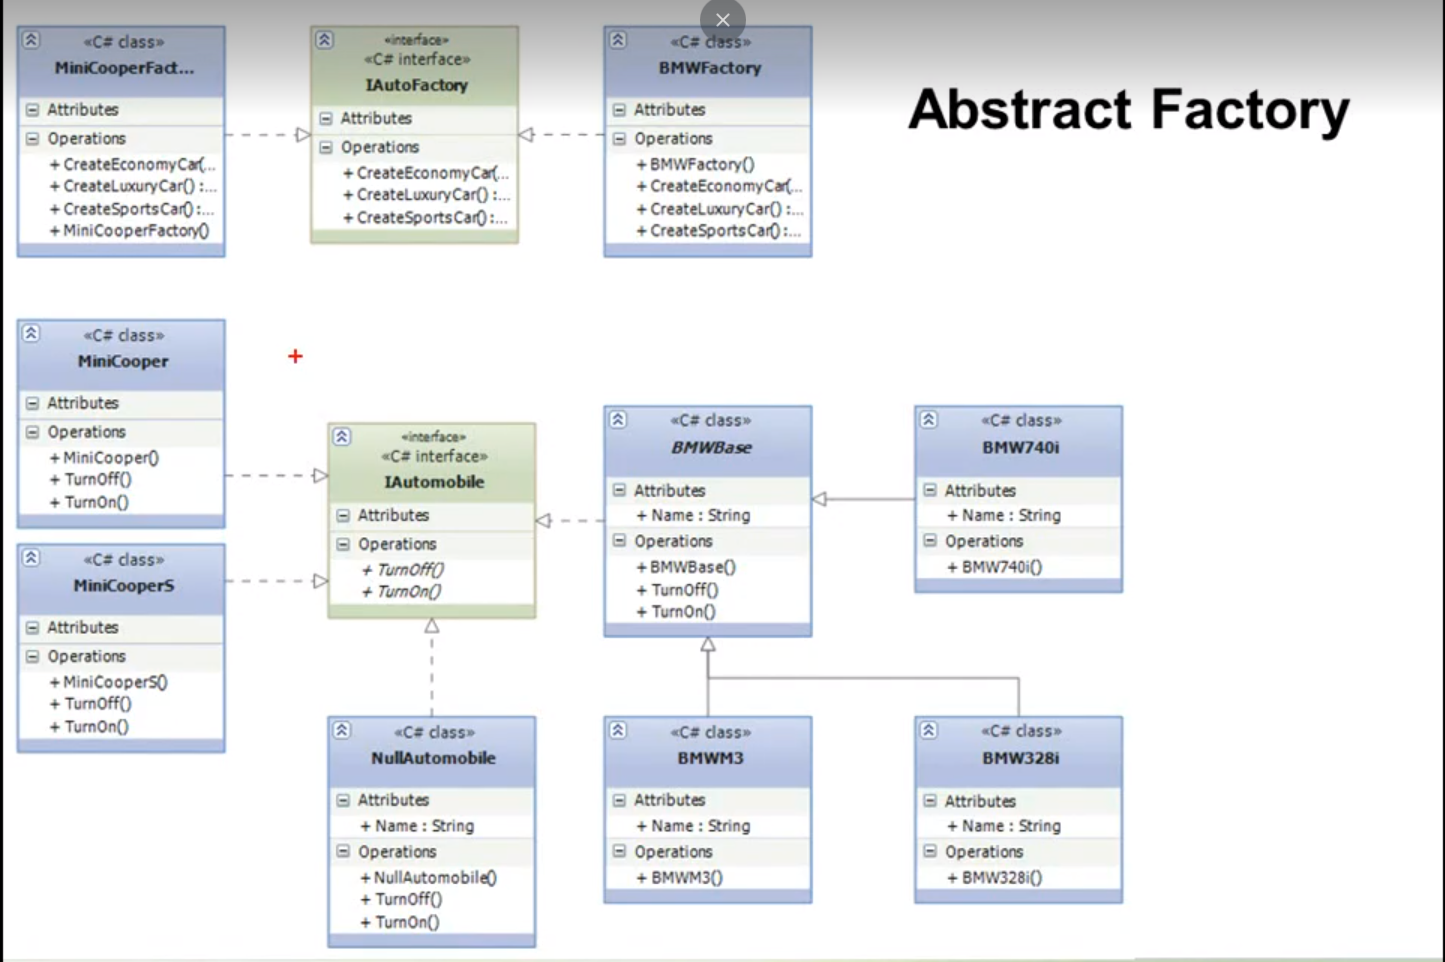 «C# class»
MiniCooperFact...
Attributes
Operations
+ CreateEconomyCar(...
+ CreateLuxuryCar() :...
+ CreateSportsCar() :...
+ MiniCooperFactory()
«interface»
«C# interface»
IAutoFactory
Attributes
Operations
+ CreateEconomyCar(...
+ CreateLuxuryCar() :...
+ CreateSportsCar() :...
«C# class»
BMWFactory
Attributes
Operations
+ BMWFactory()
+ CreateEconomyCar(...
+ CreateLuxuryCar() :...
+ CreateSportsCar() :...
Abstract Factory
«C# class»
MiniCooper
Attributes
Operations
+ MiniCooper()
+ TurnOff()
+ TurnOn()
«C# class»
MiniCooperS
Attributes
Operations
+ MiniCooperS()
+ TurnOff()
+ TurnOn()
«interface»
«C# interface»
IAutomobile
Attributes
Operations
+ TurnOff()
+ TurnOn()
«C# class»
BMWBase
Attributes
+ Name : String
Operations
+ BMWBase()
+ TurnOff()
+ TurnOn()
«C# class»
BMW740i
Attributes
+ Name : String
Operations
+ BMW740i()
«C# class»
NullAutomobile
Attributes
+ Name : String
Operations
+ NullAutomobile()
+ TurnOff()
+ TurnOn()
«C# class»
BMWM3
Attributes
+ Name : String
Operations
+ BMWM3()
«C# class»
BMW328i
Attributes
+ Name : String
Operations
+ BMW328i()